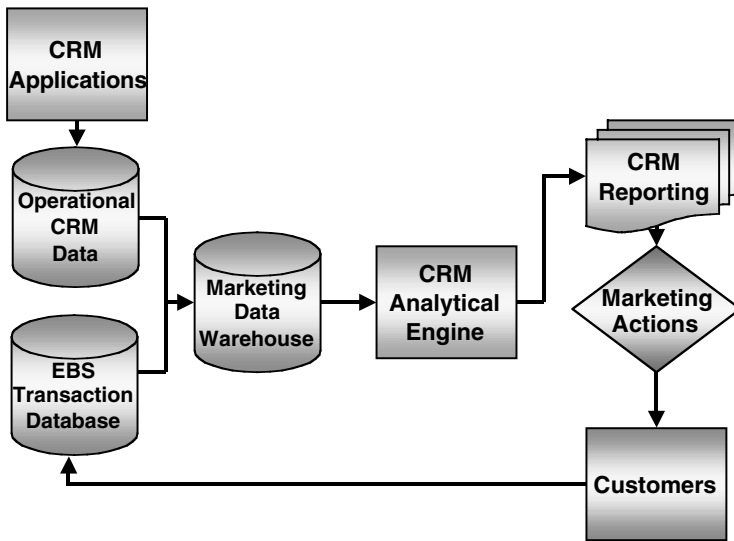 CRM
Applications
Operational
CRM
Data
EBS
Transaction
Database
Marketing
Data
Warehouse
CRM
Analytical
Engine
CRM
Reporting
Marketing
Actions
Customers